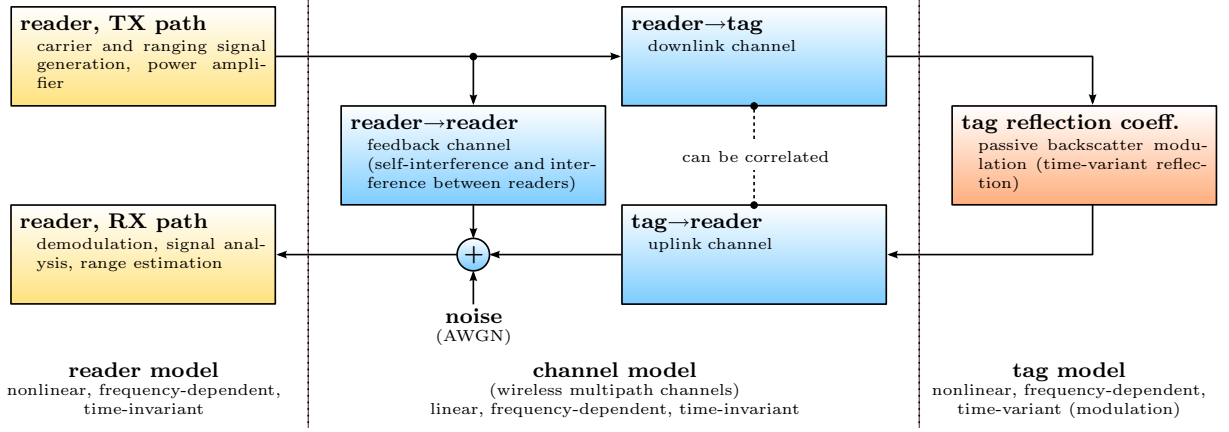 reader, TX path
carrier and ranging signal
generation, power ampli-
fier
reader→tag
downlink channel
reader→reader
feedback channel
(self-interference and inter-
ference between readers)
can be correlated
tag reflection coeff.
passive backscatter modu-
lation (time-variant reflec-
tion)
reader, RX path
demodulation, signal anal-
ysis, range estimation
tag→reader
uplink channel
+
noise
(AWGN)
reader model
nonlinear, frequency-dependent,
time-invariant
channel model
(wireless multipath channels)
linear, frequency-dependent, time-invariant
tag model
nonlinear, frequency-dependent,
time-variant (modulation)